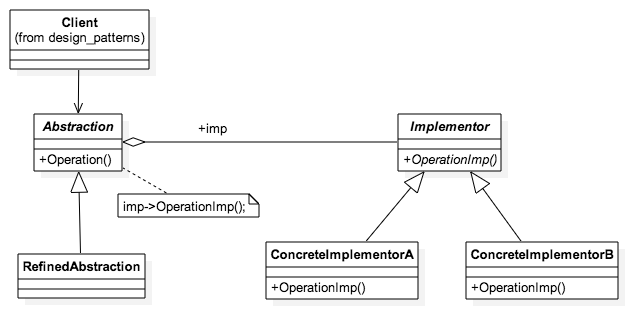 Client
(from design_patterns)
Abstraction
+Operation()
+imp
Implementor
+OperationImp()
imp->OperationImp();
RefinedAbstraction
ConcreteImplementorA
+OperationImp()
ConcreteImplementorB
+OperationImp()